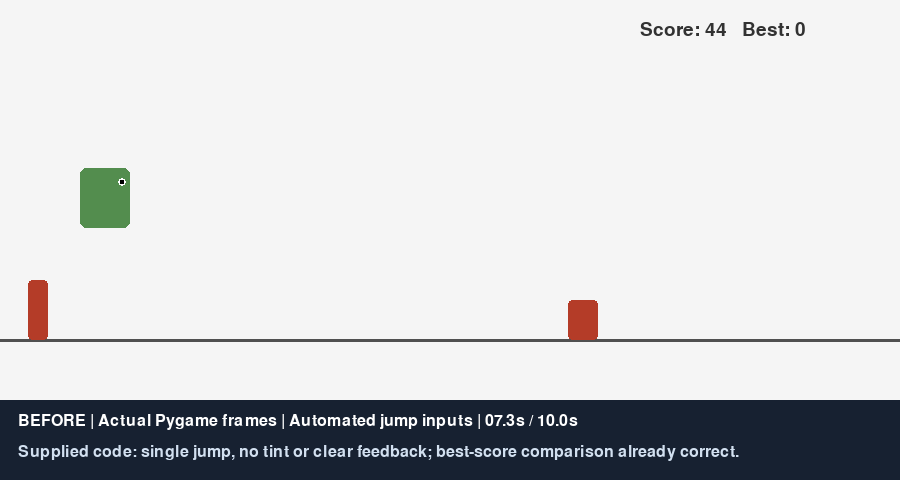 Score: 44 Best: 0
BEFORE | Actual Pygame frames | Automated jump inputs | 07.3s / 10.0s
Supplied code: single jump, no tint or clear feedback; best-score comparison already correct.